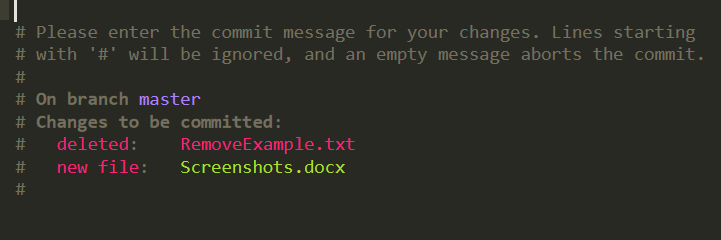 # Please enter the commit message for your changes. Lines starting
# with '#' will be ignored, and an empty message aborts the commit.
#
# On branch master
# Changes to be committed:
#   deleted:    RemoveExample.txt
#   new file:   Screenshots.docx
#